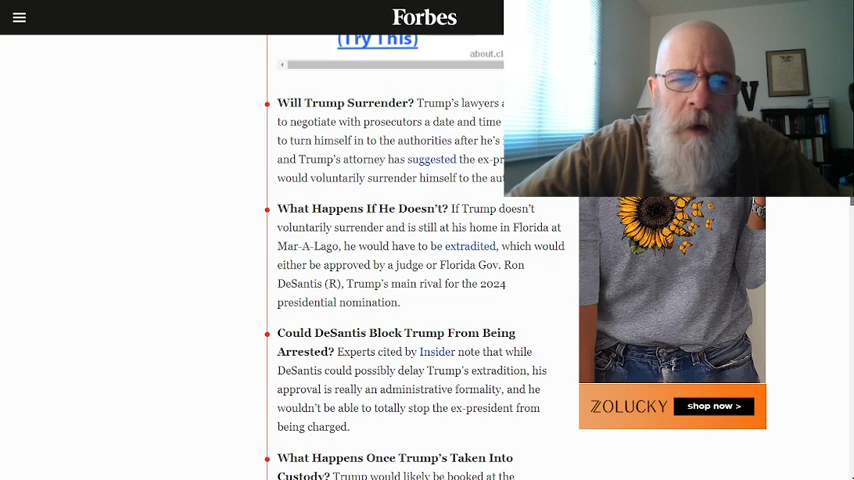 Forbes
(Try This)
about.cl
Will Trump Surrender? Trump's lawyers a
to negotiate with prosecutors a date and time
to turn himself in to the authorities after he's
and Trump's attorney has suggested the ex-pr
would voluntarily surrender himself to the aut
What Happens If He Doesn't? If Trump doesn't
voluntarily surrender and is still at his home in Florida at
Mar-A-Lago, he would have to be extradited, which would
either be approved by a judge or Florida Gov. Ron
DeSantis (R), Trump's main rival for the 2024
presidential nomination.
Could DeSantis Block Trump From Being
Arrested? Experts cited by Insider note that while
DeSantis could possibly delay Trump's extradition, his
approval is really an administrative formality, and he
wouldn't be able to totally stop the ex-president from
being charged.
What Happens Once Trump's Taken Into
Custody? Trump would likely be booked at the
ZOLUCKY
shop now >